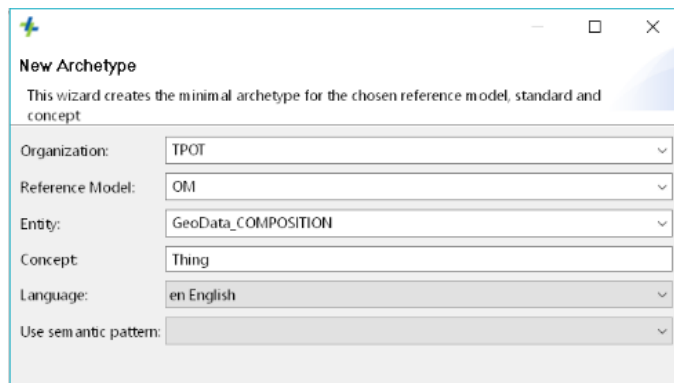 New Archetype
This wizard creates the minimal archetype for the chosen reference model, standard and
concept
Organization: TPOT
Reference Model: OM
Entity: GeoData_COMPOSITION
Concept: Thing
Language: en English
Use semantic pattern: